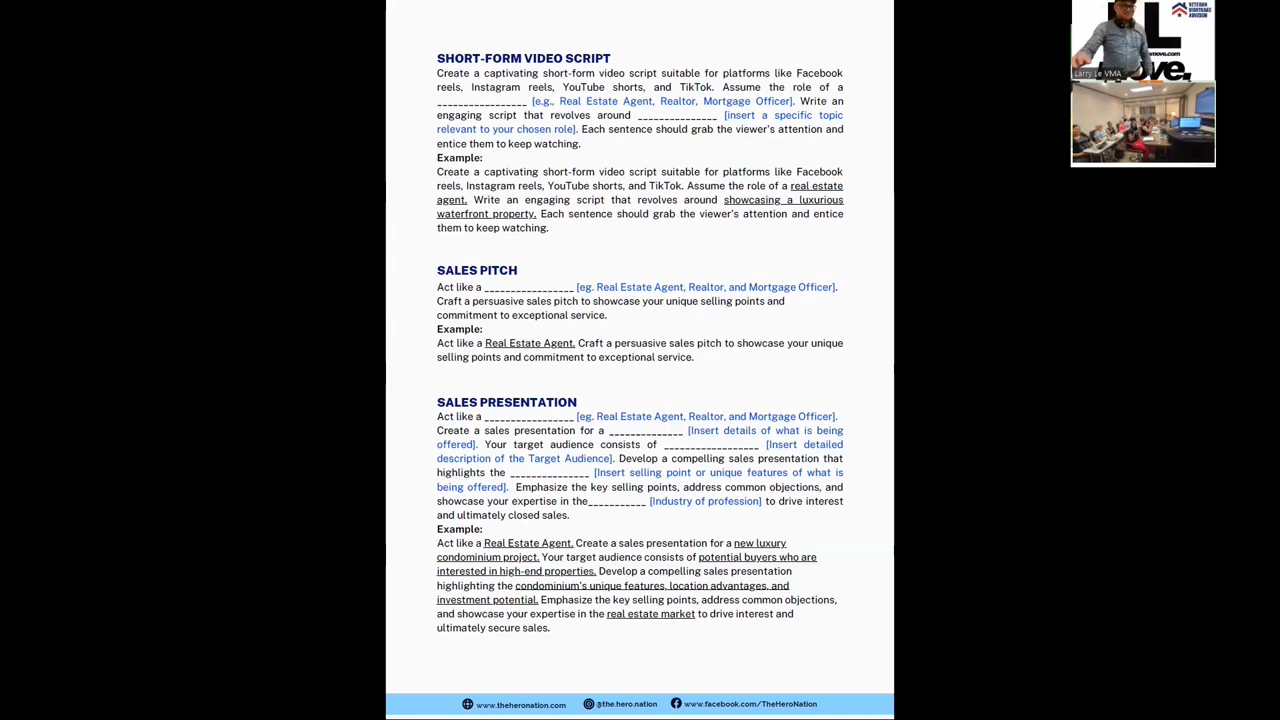 SHORT-FORM VIDEO SCRIPT
Create a captivating short-form video script suitable for platforms like Facebook
reels, Instagram reels, YouTube shorts, and TikTok. Assume the role of a
_________________ [e.g., Real Estate Agent, Realtor, Mortgage Officer]. Write an
engaging script that revolves around _______________ [insert a specific topic
relevant to your chosen role]. Each sentence should grab the viewer's attention and
entice them to keep watching.
Example:
Create a captivating short-form video script suitable for platforms like Facebook
reels, Instagram reels, YouTube shorts, and TikTok. Assume the role of a real estate
agent. Write an engaging script that revolves around showcasing a luxurious
waterfront property. Each sentence should grab the viewer's attention and entice
them to keep watching.
SALES PITCH
Act like a _________________ [eg. Real Estate Agent, Realtor, and Mortgage Officer].
Craft a persuasive sales pitch to showcase your unique selling points and
commitment to exceptional service.
Example:
Act like a Real Estate Agent. Craft a persuasive sales pitch to showcase your unique
selling points and commitment to exceptional service.
SALES PRESENTATION
Act like a _________________ [eg. Real Estate Agent, Realtor, and Mortgage Officer].
Create a sales presentation for a ______________ [Insert details of what is being
offered]. Your target audience consists of __________________ [Insert detailed
description of the Target Audience]. Develop a compelling sales presentation that
highlights the _______________ [Insert selling point or unique features of what is
being offered]. Emphasize the key selling points, address common objections, and
showcase your expertise in the___________ [Industry of profession] to drive interest
and ultimately closed sales.
Example:
Act like a Real Estate Agent. Create a sales presentation for a new luxury
condominium project. Your target audience consists of potential buyers who are
interested in high-end properties. Develop a compelling sales presentation
highlighting the condominium's unique features, location advantages, and
investment potential. Emphasize the key selling points, address common objections,
and showcase your expertise in the real estate market to drive interest and
ultimately secure sales.
www.theheronation.com
@the.hero.nation
www.facebook.com/TheHeroNation
VETERAN
MORTGAGE
ADVISOR
Larry Le VMA